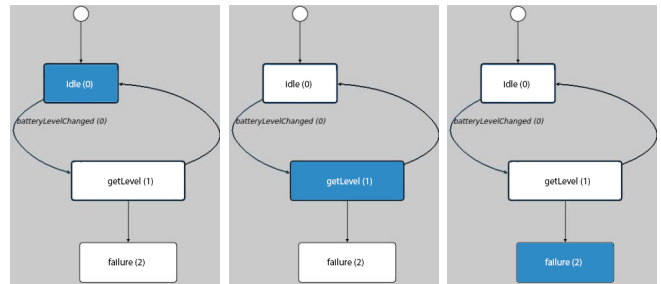 Idle (0)
batteryLevelChanged (0)
getLevel (1)
failure (2)
Idle (0)
batteryLevelChanged (0)
getLevel (1)
failure (2)
Idle (0)
batteryLevelChanged (0)
getLevel (1)
failure (2)